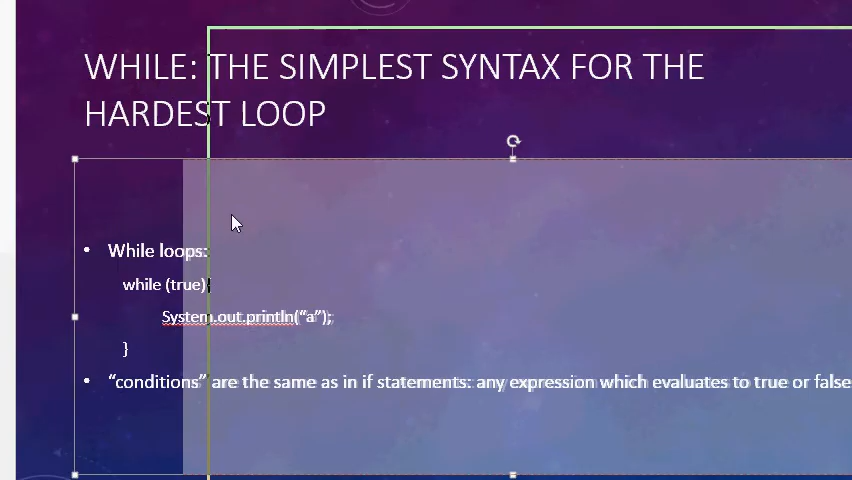 WHILE: THE SIMPLEST SYNTAX FOR THE
HARDEST LOOP
• While loops:
while (true){
System.out.println(“a”);
}
• “conditions” are the same as in if statements: any expression which evaluates to true or false